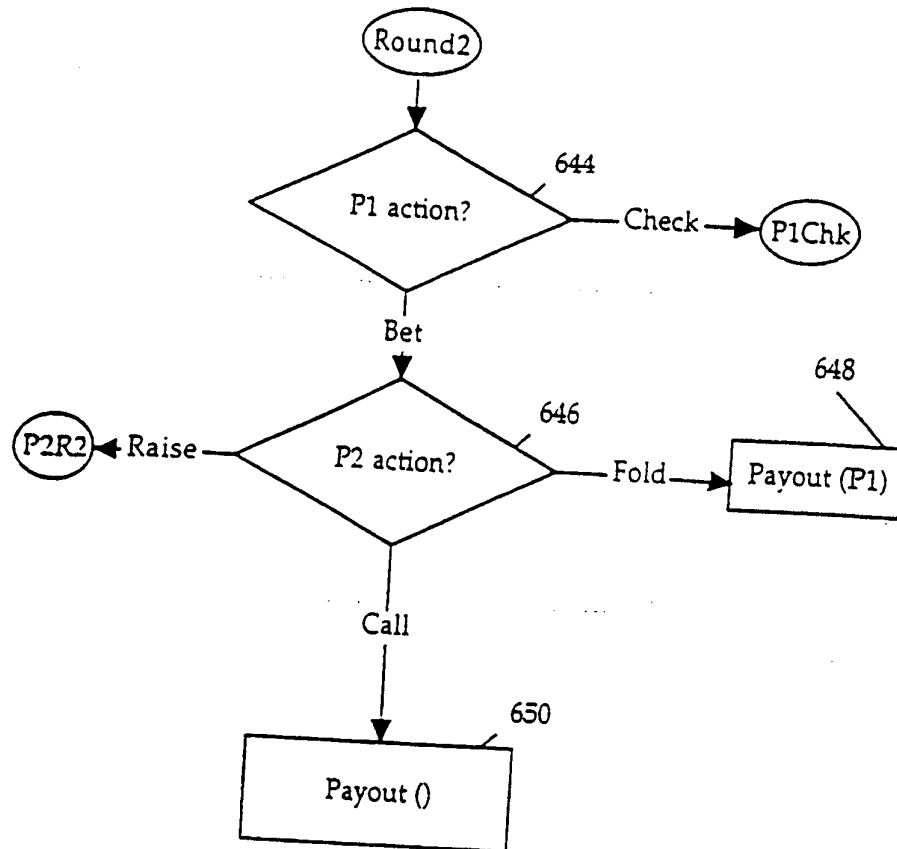 Round2
644
P1 action?
Check
P1Chk
Bet
648
646
P2R2
Raise
P2 action?
Fold
Payout (P1)
Call
650
Payout ()